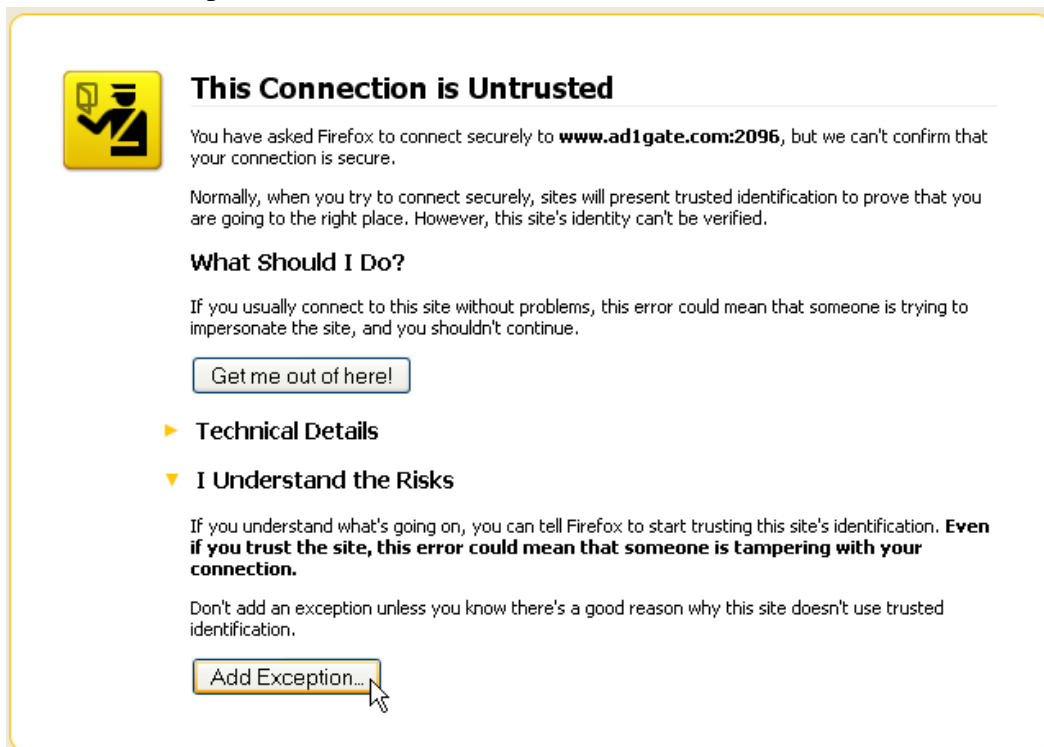 This Connection is Untrusted
You have asked Firefox to connect securely to www.ad1gate.com:2096, but we can't confirm that
your connection is secure.
Normally, when you try to connect securely, sites will present trusted identification to prove that you
are going to the right place. However, this site's identity can't be verified.
What Should I Do?
If you usually connect to this site without problems, this error could mean that someone is trying to
impersonate the site, and you shouldn't continue.
Get me out of here!
Technical Details
I Understand the Risks
If you understand what's going on, you can tell Firefox to start trusting this site's identification. Even
if you trust the site, this error could mean that someone is tampering with your
connection.
Don't add an exception unless you know there's a good reason why this site doesn't use trusted
identification.
Add Exception...